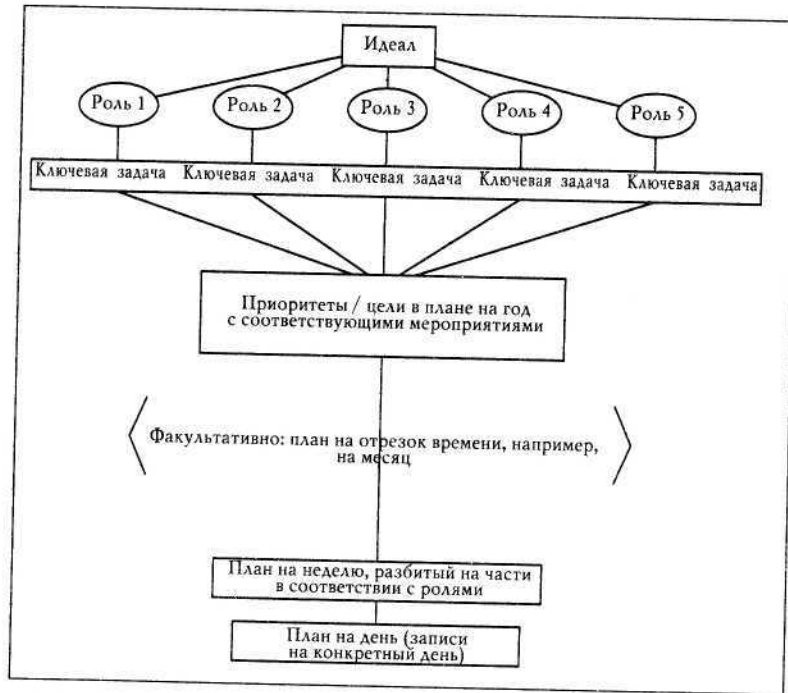 Идеал
Роль 1 Роль 2 Роль 3 Роль 4 Роль 5
Ключевая задача Ключевая задача Ключевая задача Ключевая задача Ключевая задача
Приоритеты / цели в плане на год
с соответствующими мероприятиями
Факультативно: план на отрезок времени, например,
на месяц
План на неделю, разбитый на части
в соответствии с ролями
План на день (записи
на конкретный день)